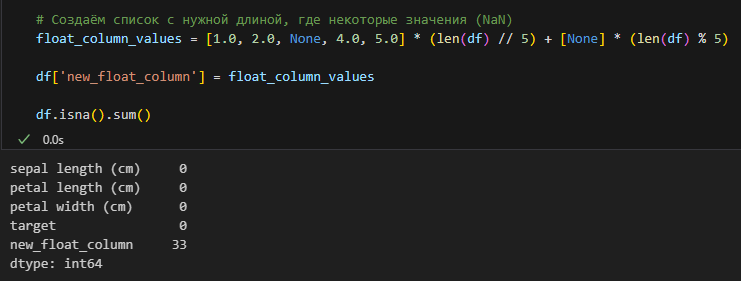 # Создаём список с нужной длиной, где некоторые значения (NaN)
float_column_values = [1.0, 2.0, None, 4.0, 5.0] * (len(df) // 5) + [None] * (len(df) % 5)
df['new_float_column'] = float_column_values
df.isna().sum()
0.0s
sepal length (cm)     0
petal length (cm)     0
petal width (cm)      0
target                0
new_float_column     33
dtype: int64